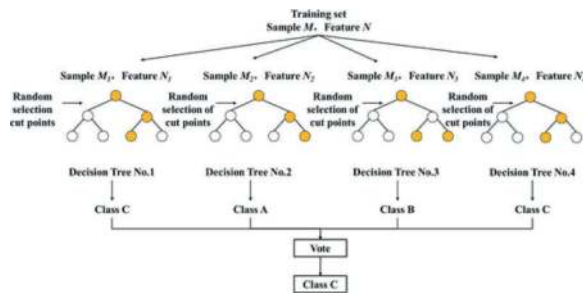 Training set
Sample M, Feature N
Sample M1, Feature N1
Sample M2, Feature N2
Sample M3, Feature N3
Sample M4, Feature N
Random
selection
cut points
Random
selection of
cut points
Random
selection of
cut points
Random
selection of
cut points
Decision Tree No.1
Decision Tree No.2
Decision Tree No.3
Decision Tree No.4
Class C
Class A
Class B
Class C
Vote
Class C